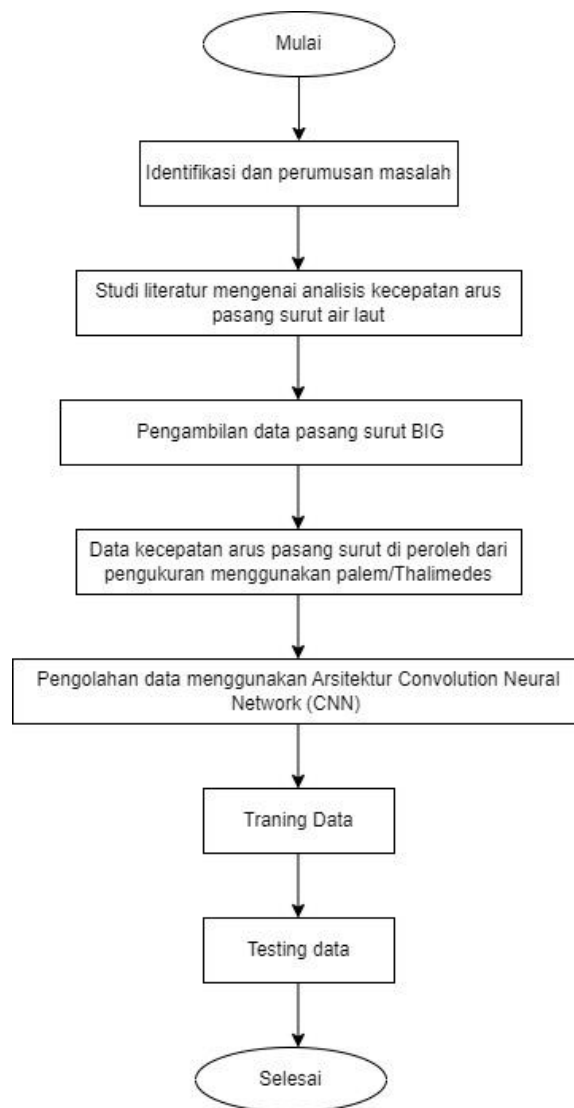 Mulai
Identifikasi dan perumusan masalah
Studi literatur mengenai analisis kecepatan arus
pasang surut air laut
Pengambilan data pasang surut BIG
Data kecepatan arus pasang surut di peroleh dari
pengukuran menggunakan palem/Thalimedes
Pengolahan data menggunakan Arsitektur Convolution Neural
Network (CNN)
Traning Data
Testing data
Selesai